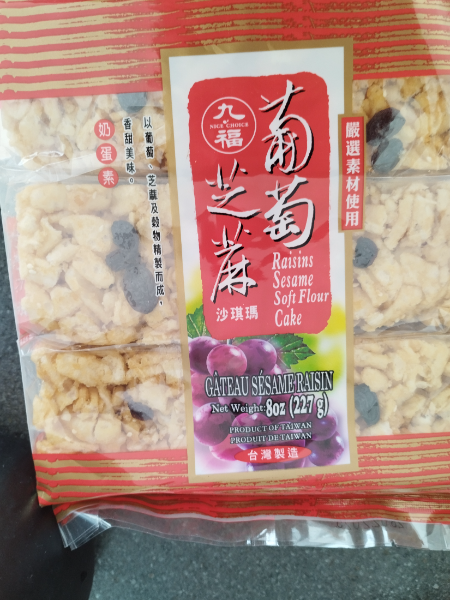 九
NICE CHOICE
福
葡萄
芝麻
沙琪瑪
Raisins
Sesame
Soft Flour
Cake
嚴選素材使用
以葡萄、芝麻及穀物精製而成，
香甜美味。
奶蛋素
GÂTEAU SÉSAME RAISIN
Net Weight:8oz (227 g)
PRODUCT OF TAIWAN
PRODUIT DE TAIWAN
台灣製造